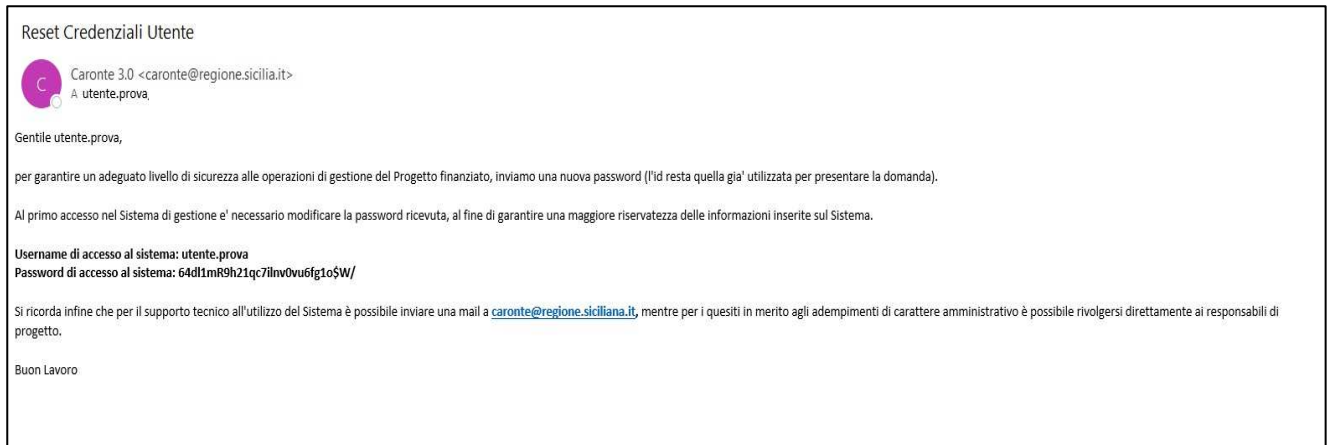 Reset Credenziali Utente
C
Caronte 3.0 <caronte@regione.sicilia.it>
A utente.prova
Gentile utente.prova,
per garantire un adeguato livello di sicurezza alle operazioni di gestione del Progetto finanziato, inviamo una nuova password (l'id resta quella gia' utilizzata per presentare la domanda).
Al primo accesso nel Sistema di gestione e' necessario modificare la password ricevuta, al fine di garantire una maggiore riservatezza delle informazioni inserite sul Sistema.
Username di accesso al sistema: utente.prova
Password di accesso al sistema: 64dl1mR9h21qc7ilnv0vu6fg1o$W/
Si ricorda infine che per il supporto tecnico all'utilizzo del Sistema è possibile inviare una mail a caronte@regione.siciliana.it, mentre per i quesiti in merito agli adempimenti di carattere amministrativo è possibile rivolgersi direttamente ai responsabili di
progetto.
Buon Lavoro